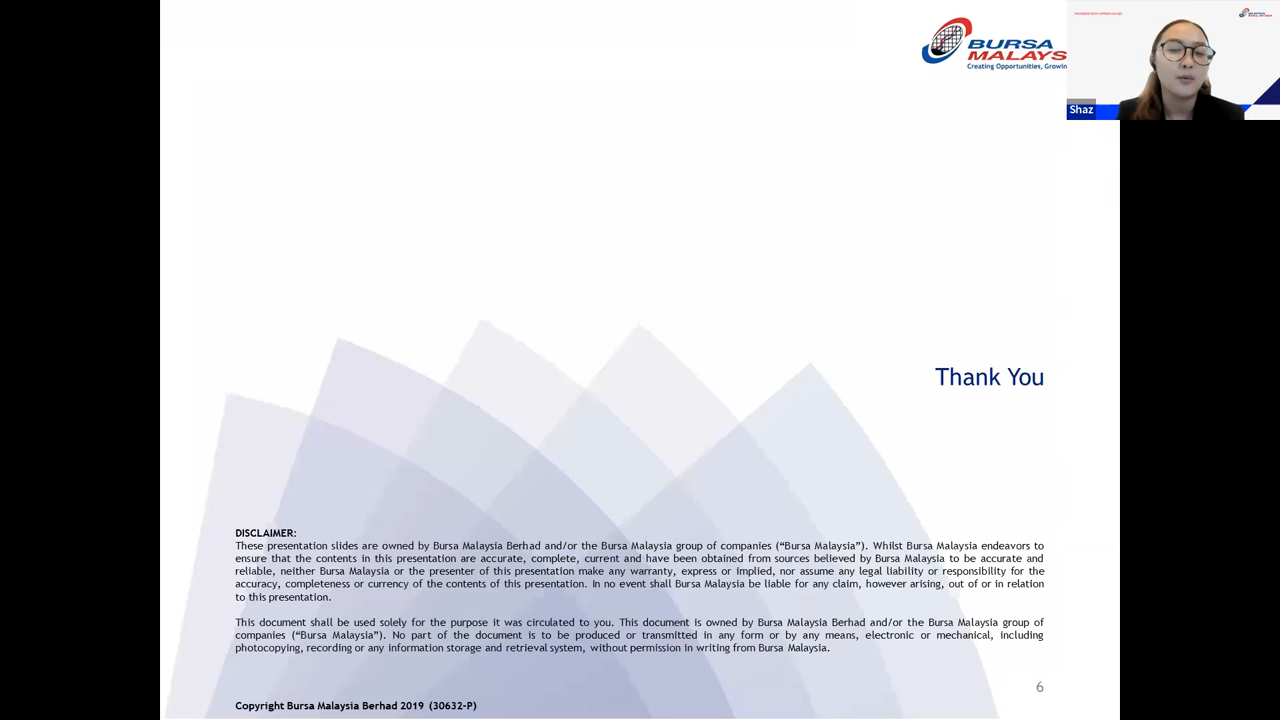 BURSA
MALAYS
Creating Opportunities, Growin
Shaz
Thank You
DISCLAIMER:
These presentation slides are owned by Bursa Malaysia Berhad and/or the Bursa Malaysia group of companies (“Bursa Malaysia”). Whilst Bursa Malaysia endeavors to
ensure that the contents in this presentation are accurate, complete, current and have been obtained from sources believed by Bursa Malaysia to be accurate and
reliable, neither Bursa Malaysia or the presenter of this presentation make any warranty, express or implied, nor assume any legal liability or responsibility for the
accuracy, completeness or currency of the contents of this presentation. In no event shall Bursa Malaysia be liable for any claim, however arising, out of or in relation
to this presentation.
This document shall be used solely for the purpose it was circulated to you. This document is owned by Bursa Malaysia Berhad and/or the Bursa Malaysia group of
companies (“Bursa Malaysia”). No part of the document is to be produced or transmitted in any form or by any means, electronic or mechanical, including
photocopying, recording or any information storage and retrieval system, without permission in writing from Bursa Malaysia.
6
Copyright Bursa Malaysia Berhad 2019 (30632-P)